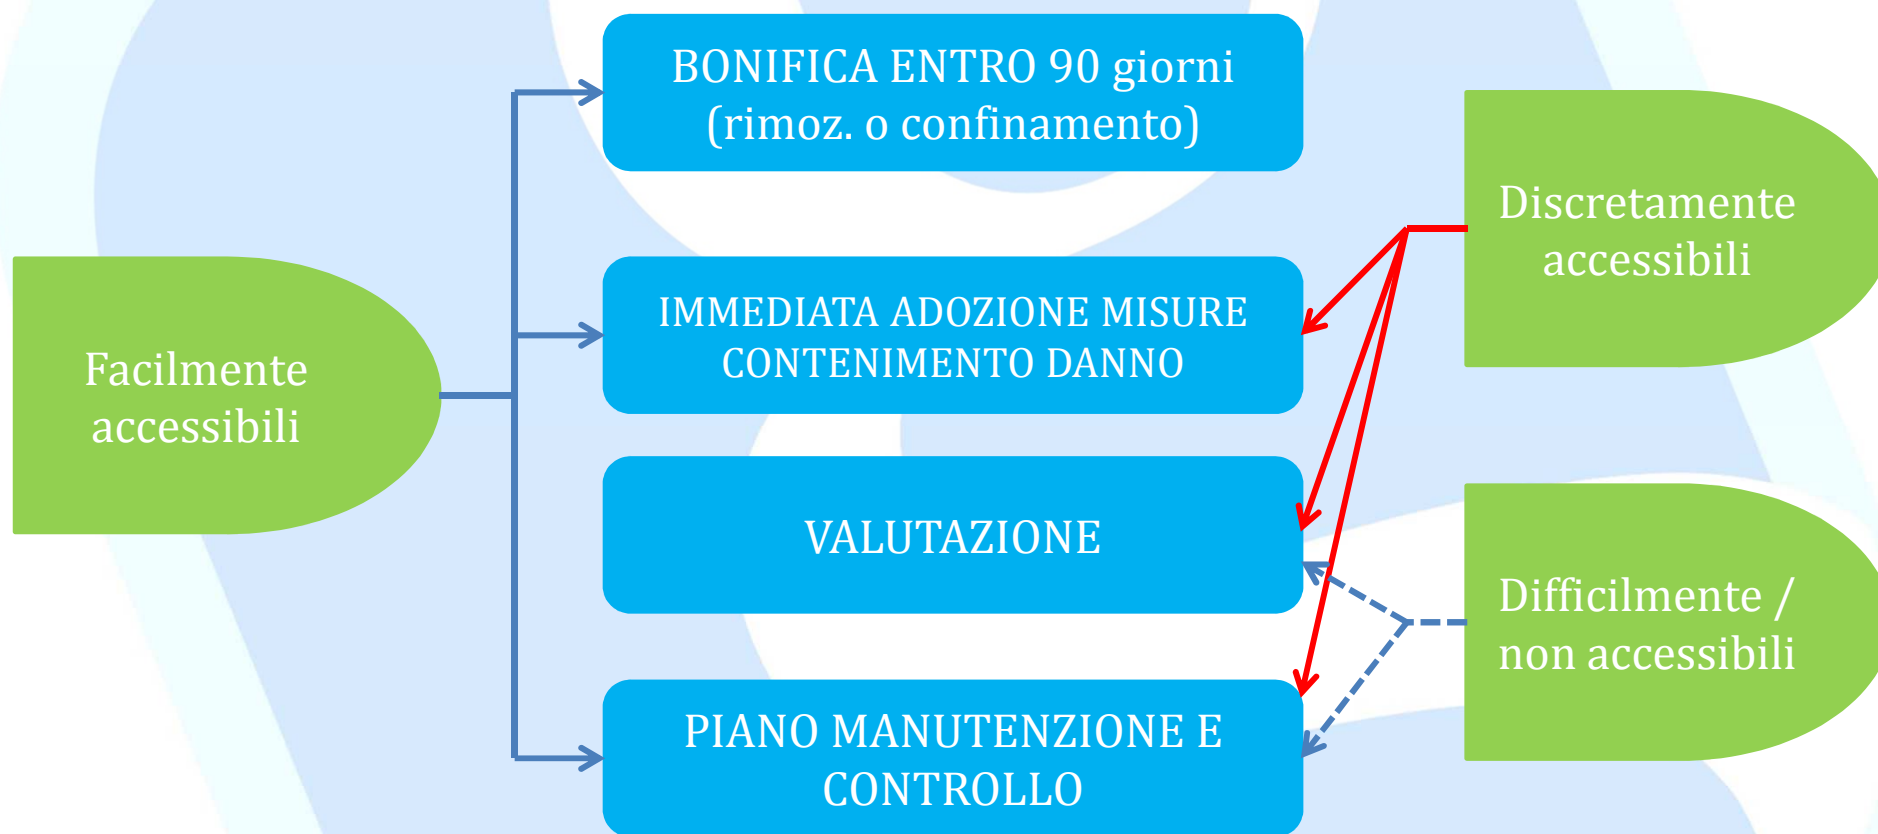 BONIFICA ENTRO 90 giorni
(rimoz. o confinamento)
Discretamente
accessibili
IMMEDIATA ADOZIONE MISURE
CONTENIMENTO DANNO
Facilmente
accessibili
VALUTAZIONE
Difficilmente /
non accessibili
PIANO MANUTENZIONE E
CONTROLLO